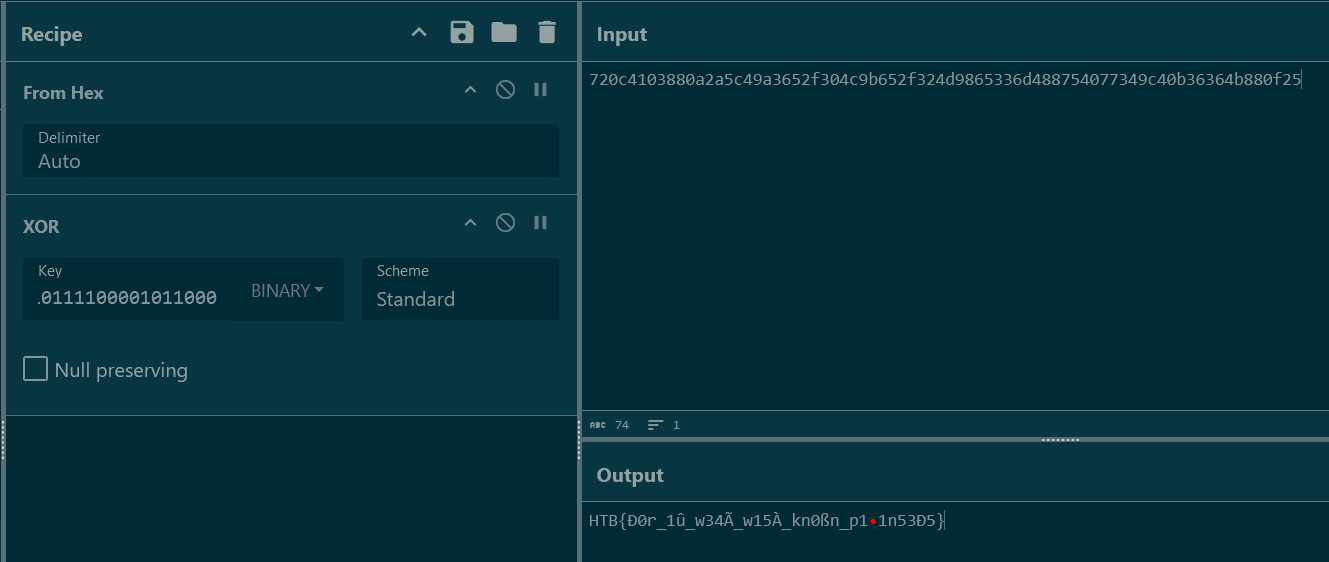 Recipe
From Hex
Delimiter
Auto
XOR
Key
.0111100001011000
BINARY
Scheme
Standard
Null preserving
Input
720c4103880a2a5c49a3652f304c9b652f324d9865336d488754077349c40b36364b880f25
ABC 74 1
Output
HTB{Ð0r_1û_w34Ã_w15À_kn0ßn_p1•1n53Ð5}